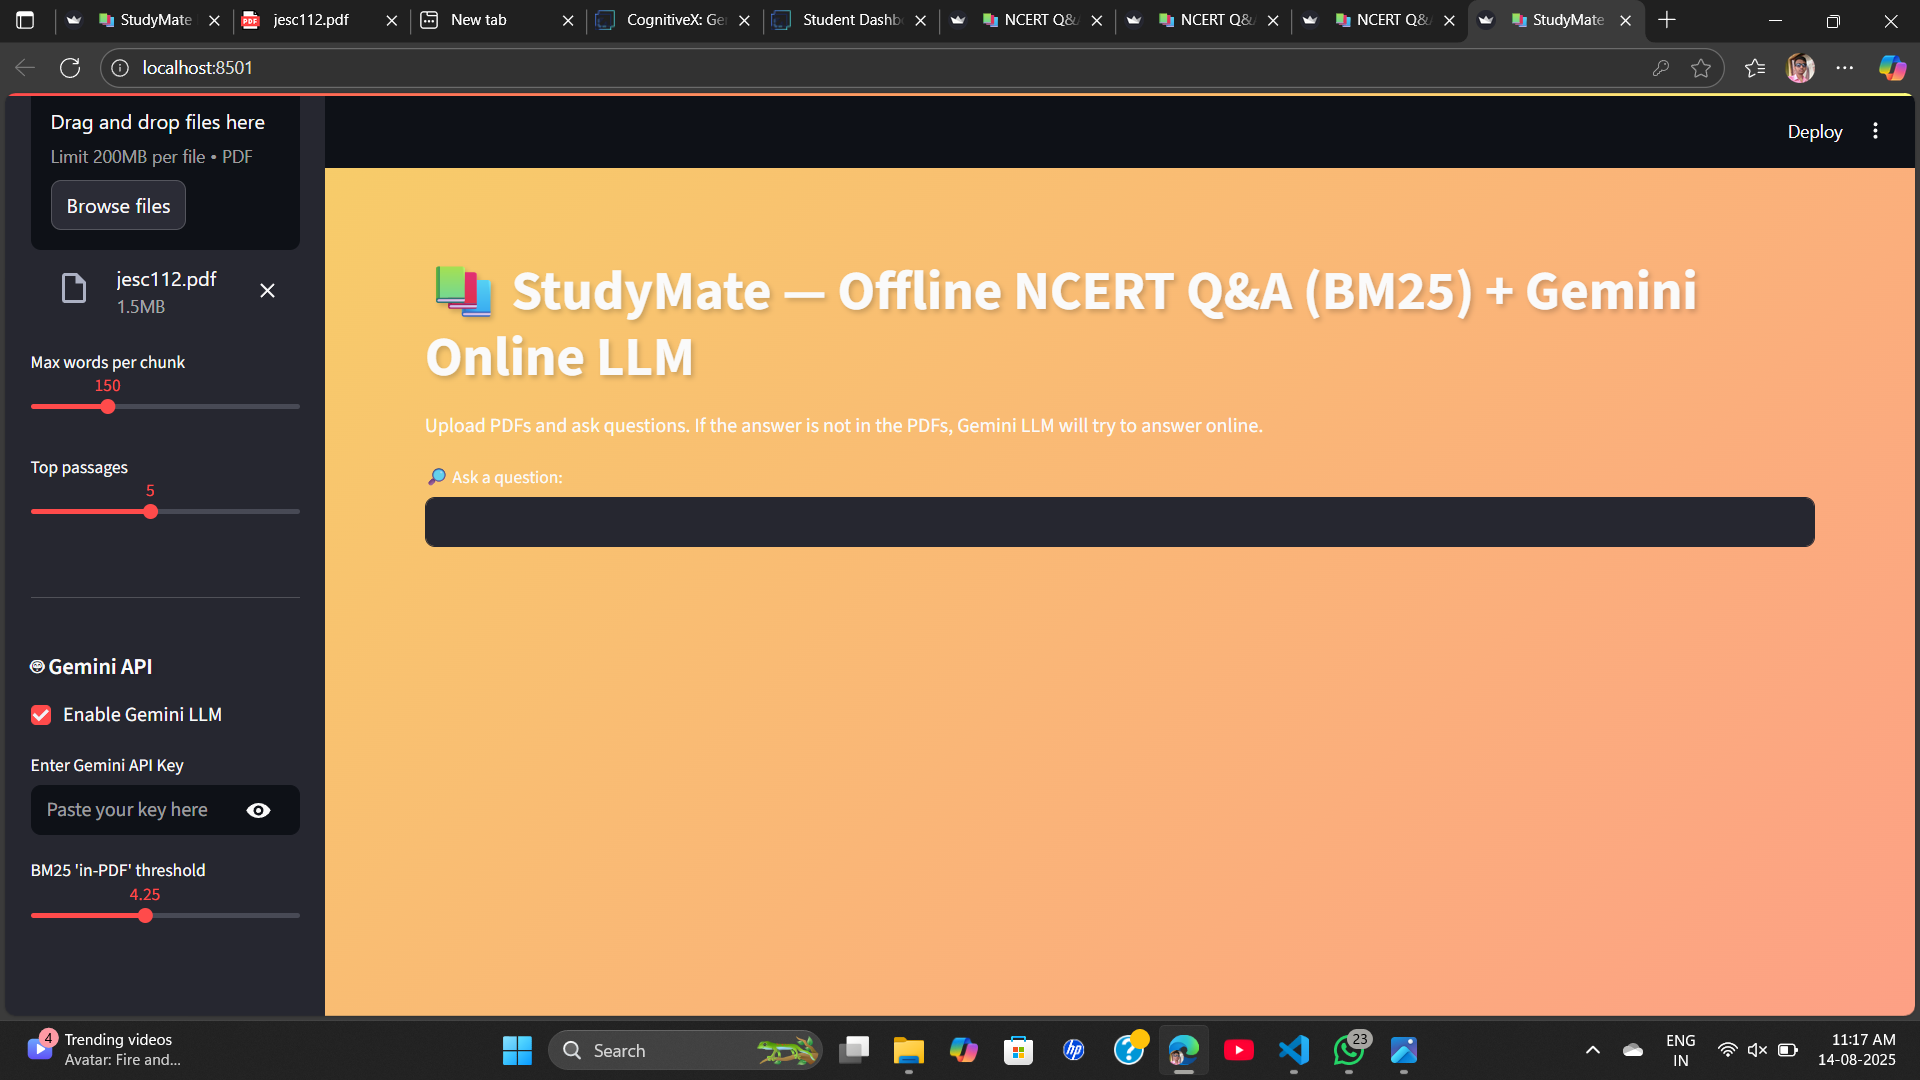 StudyMate
jesc112.pdf
New tab
CognitiveX: Ge
Student Dashb
NCERT Q&
NCERT Q&
NCERT Q&
StudyMate
localhost:8501
Drag and drop files here
Limit 200MB per file • PDF
Browse files
jesc112.pdf
1.5MB
Max words per chunk
150
Top passages
5
Gemini API
Enable Gemini LLM
Enter Gemini API Key
Paste your key here
BM25 'in-PDF' threshold
4.25
Deploy
StudyMate — Offline NCERT Q&A (BM25) + Gemini
Online LLM
Upload PDFs and ask questions. If the answer is not in the PDFs, Gemini LLM will try to answer online.
Ask a question:
4
Trending videos
Avatar: Fire and...
Search
hp
23
ENG
IN
11:17 AM
14-08-2025